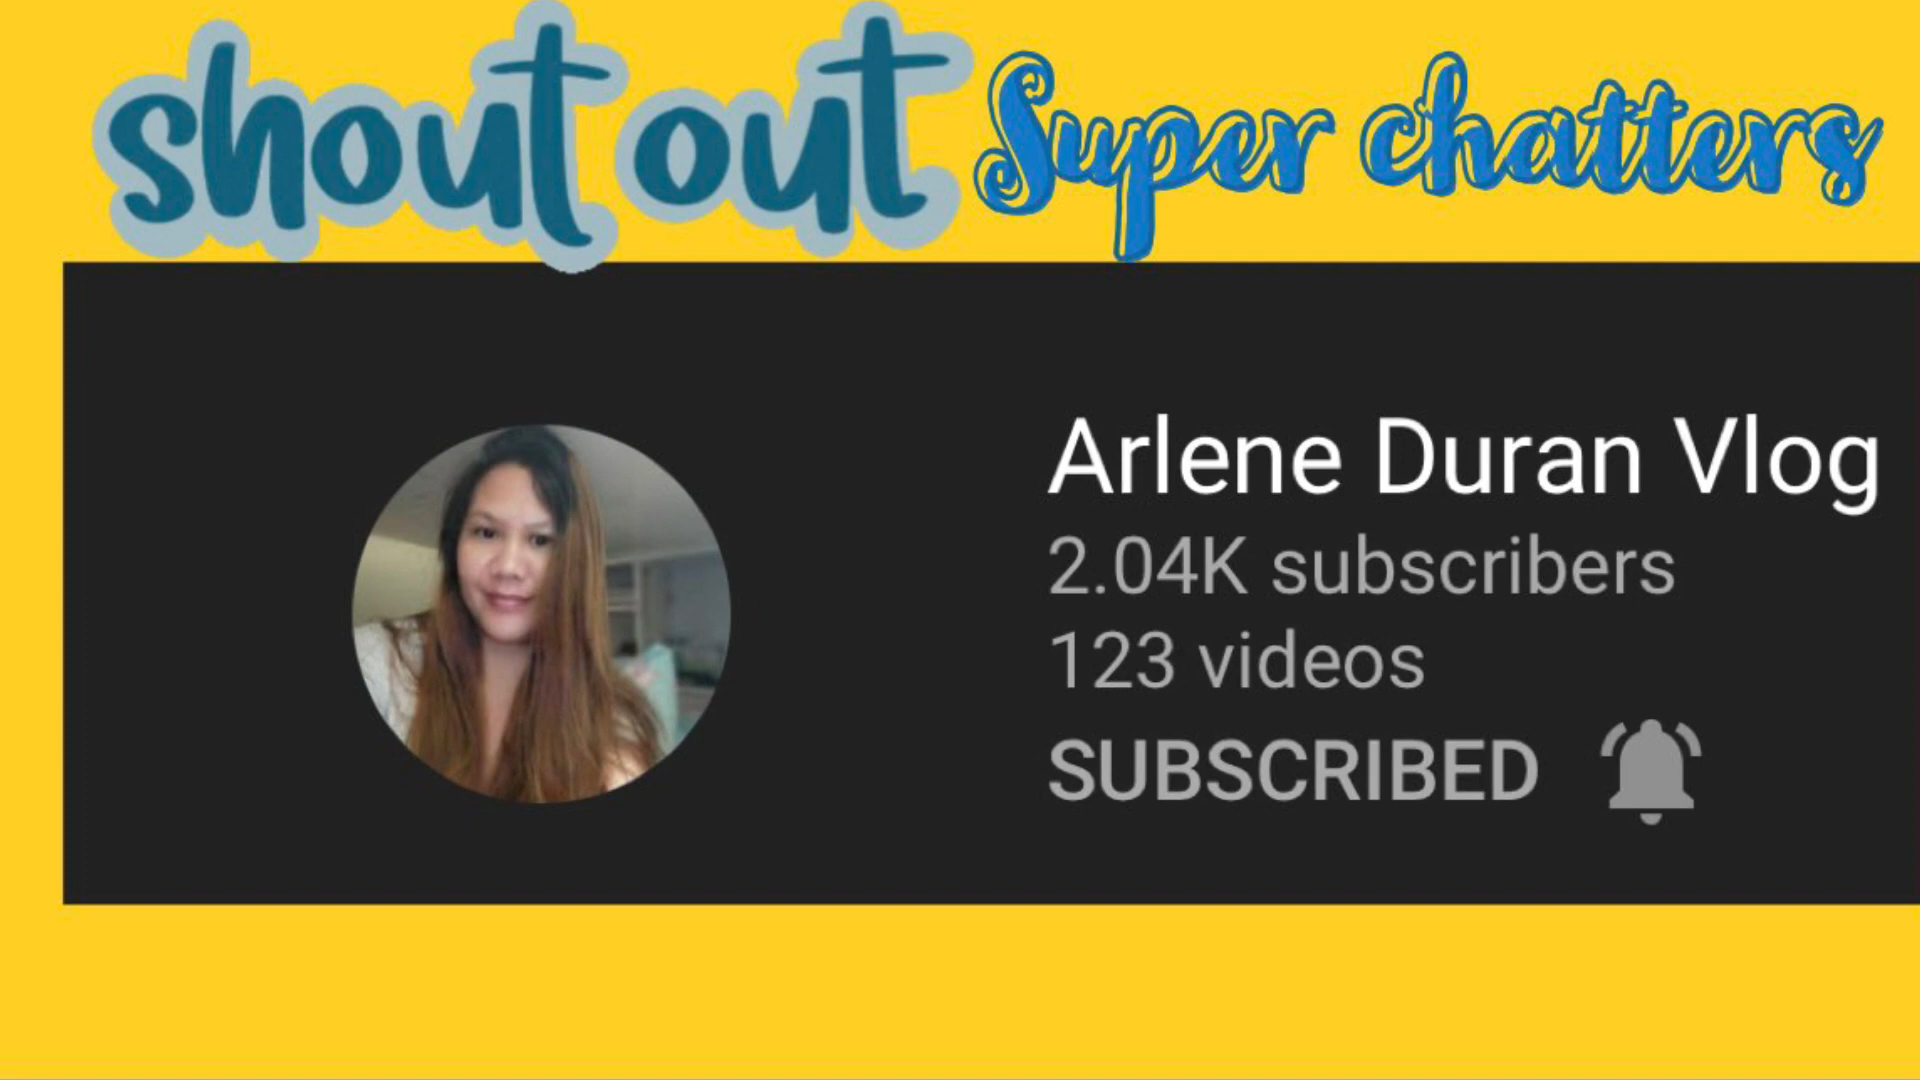 shout out Super chatters
Arlene Duran Vlog
2.04K subscribers
123 videos
SUBSCRIBED